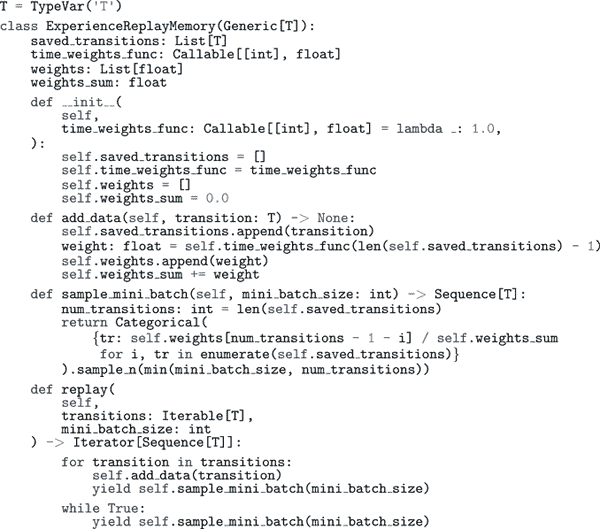 T = TypeVar('T')
class ExperienceReplayMemory(Generic[T]):
    saved_transitions: List[T]
    time_weights_func: Callable[[int], float]
    weights: List[float]
    weights_sum: float
    def __init__(
        self,
        time_weights_func: Callable[[int], float] = lambda _: 1.0,
    ):
        self.saved_transitions = []
        self.time_weights_func = time_weights_func
        self.weights = []
        self.weights_sum = 0.0
    def add_data(self, transition: T) -> None:
        self.saved_transitions.append(transition)
        weight: float = self.time_weights_func(len(self.saved_transitions) - 1)
        self.weights.append(weight)
        self.weights_sum += weight
    def sample_mini_batch(self, mini_batch_size: int) -> Sequence[T]:
        num_transitions: int = len(self.saved_transitions)
        return Categorical(
            {tr: self.weights[num_transitions - 1 - i] / self.weights_sum
             for i, tr in enumerate(self.saved_transitions)}
        ).sample_n(min(mini_batch_size, num_transitions))
    def replay(
        self,
        transitions: Iterable[T],
        mini_batch_size: int
    ) -> Iterator[Sequence[T]]:
        for transition in transitions:
            self.add_data(transition)
            yield self.sample_mini_batch(mini_batch_size)
        while True:
            yield self.sample_mini_batch(mini_batch_size)